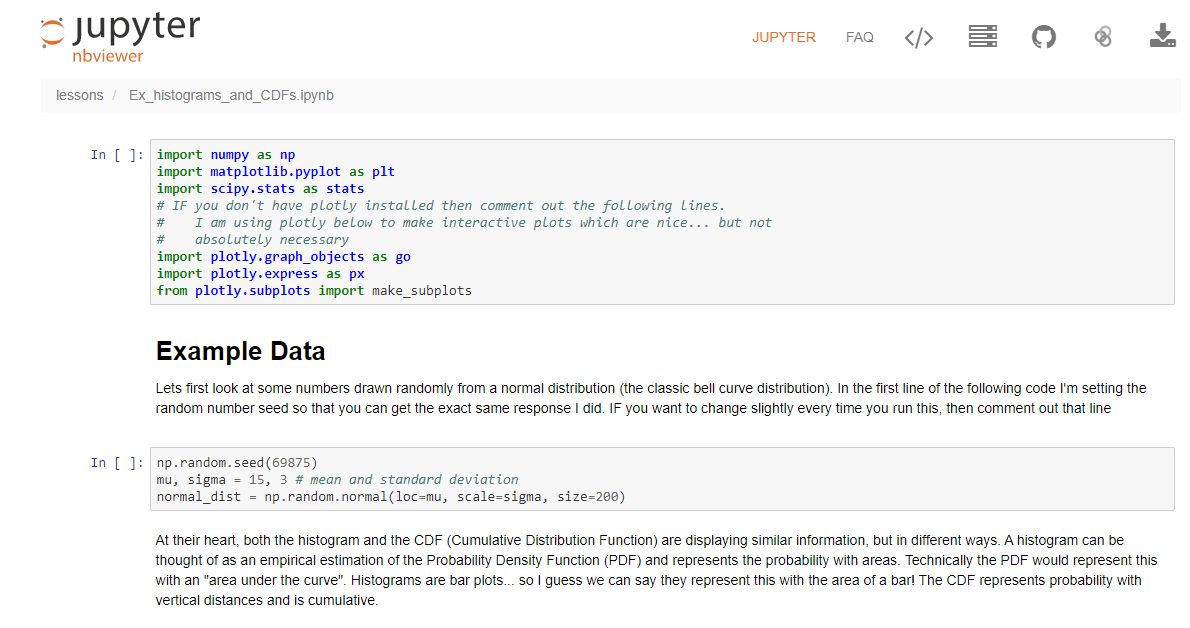 jupyter
nbviewer
JUPYTER FAQ </>
lessons / Ex_histograms_and_CDFs.ipynb
In [ ]: import numpy as np
import matplotlib.pyplot as plt
import scipy.stats as stats
# IF you don't have plotly installed then comment out the following lines.
#    I am using plotly below to make interactive plots which are nice... but not
#    absolutely necessary
import plotly.graph_objects as go
import plotly.express as px
from plotly.subplots import make_subplots
Example Data
Lets first look at some numbers drawn randomly from a normal distribution (the classic bell curve distribution). In the first line of the following code I'm setting the
random number seed so that you can get the exact same response I did. IF you want to change slightly every time you run this, then comment out that line
In [ ]: np.random.seed(69875)
mu, sigma = 15, 3 # mean and standard deviation
normal_dist = np.random.normal(loc=mu, scale=sigma, size=200)
At their heart, both the histogram and the CDF (Cumulative Distribution Function) are displaying similar information, but in different ways. A histogram can be
thought of as an empirical estimation of the Probability Density Function (PDF) and represents the probability with areas. Technically the PDF would represent this
with an "area under the curve". Histograms are bar plots... so I guess we can say they represent this with the area of a bar! The CDF represents probability with
vertical distances and is cumulative.